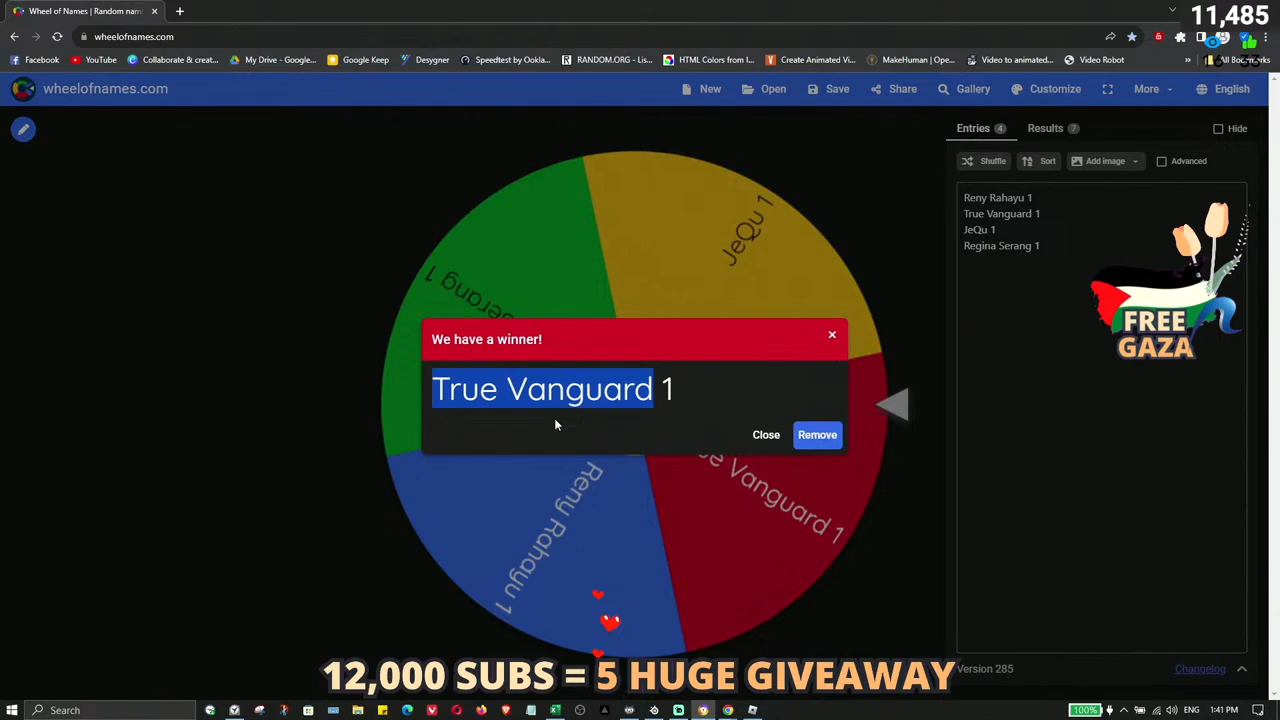 Wheel of Names | Random name
11,485
wheelofnames.com
Facebook
YouTube
Collaborate & creat...
My Drive - Google...
Google Keep
Desygner
Speedtest by Ookla...
RANDOM.ORG - Lis...
HTML Colors from I...
Create Animated Vi...
MakeHuman | Ope...
Video to animated...
Video Robot
All Bookmarks
wheelofnames.com
New
Open
Save
Share
Gallery
Customize
More
English
Entries 4
Results 7
Hide
Shuffle
Sort
Add image
Advanced
Reny Rahayu 1
True Vanguard 1
JeQu 1
Regina Serang 1
FREE
GAZA
JeQu 1
Serang 1
We have a winner!
True Vanguard 1
Close
Remove
Vanguard 1
Reny Rahayu 1
12,000 SUBS = 5 HUGE GIVEAWAY
Version 285
Changelog
Search
100%
ENG
1:41 PM